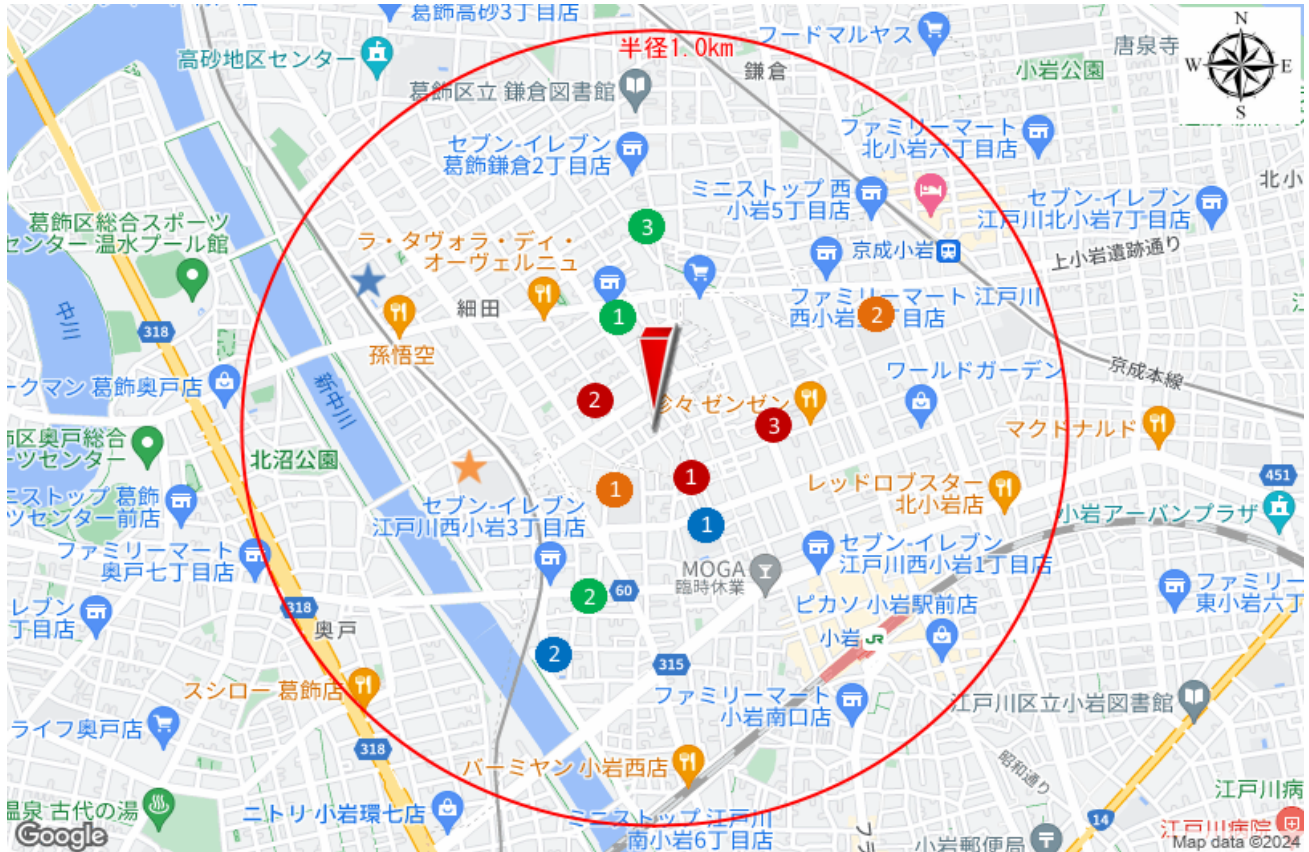 葛飾高砂3丁目店
半径1.0km
フードマルヤス
唐泉寺
高砂地区センター
鎌倉
小岩公園
葛飾区立 鎌倉図書館
N
W
E
S
セブン-イレブン
葛飾鎌倉2丁目店
ファミリーマート
北小岩六丁目店
ミニストップ 西
小岩5丁目店
北小
セブン-イレブン
江戸川北小岩7丁目店
葛飾区総合スポーツ
センター 温水プール館
3
ラ・タヴォラ・ディ・
オーヴェルニュ
京成小岩
上小岩遺跡通り
中川
細田
1
ファミリーマート 江戸川
2
318
孫悟空
ークマン 葛飾奥戸店
新中川
ワールドガーデン
京成本線
2
ゼンゼン
3
マクドナルド
奥戸総合
ーツセンター
北沼公園
1
1
レッドロブスター
北小岩店
451
ニストップ 葛飾
ツセンター前店
セブン-イレブン
江戸川西小岩3丁目店
1
小岩アーバンプラザ
ファミリーマート
奥戸七丁目店
MOGA
臨時休業
セブン-イレブン
江戸川西小岩1丁目店
レブン
丁目店
318
2
60
ピカソ 小岩駅前店
ファミリー
東小岩六
奥戸
2
小岩
JR
315
スシロー 葛飾店
ファミリーマート
小岩南口店
江戸川区立小岩図書館
ライフ奥戸店
318
バーミヤン 小岩西店
昭和通り
温泉 古代の湯
ニトリ 小岩環七店
ミニストップ 江戸川
南小岩6丁目店
14
江戸川病
江戸川病院
小岩郵便局
Google
Map data ©2024